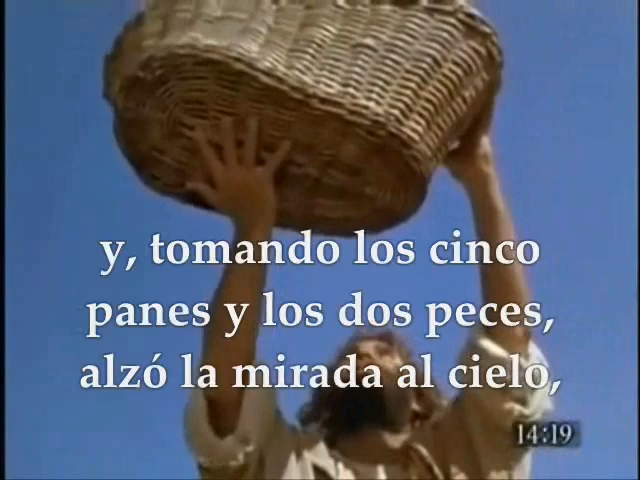 y, tomando los cinco
panes y los dos peces,
alzó la mirada al cielo,
14:19